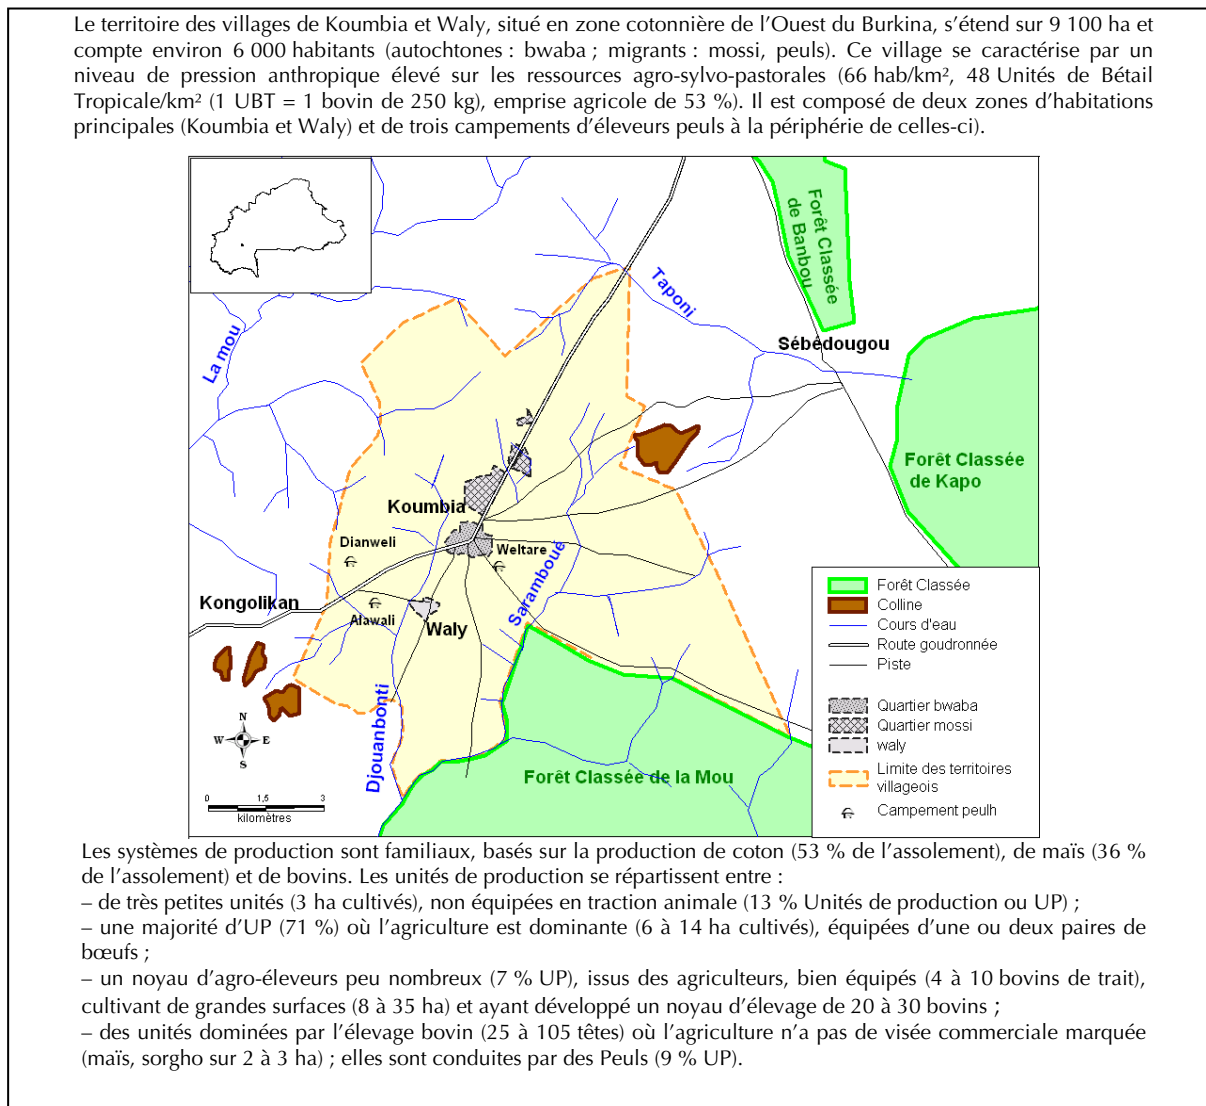 Le territoire des villages de Koumbia et Waly, situé en zone cotonnière de l'Ouest du Burkina, s'étend sur 9 100 ha et
compte environ 6 000 habitants (autochtones : bwaba ; migrants : mossi, peuls). Ce village se caractérise par un
niveau de pression anthropique élevé sur les ressources agro-sylvo-pastorales (66 hab/km², 48 Unités de Bétail
Tropicale/km² (1 UBT = 1 bovin de 250 kg), emprise agricole de 53 %). Il est composé de deux zones d'habitations
principales (Koumbia et Waly) et de trois campements d'éleveurs peuls à la périphérie de celles-ci).
Forêt Classée
de Banbou
Taponi
La mou
Sébédougou
Forêt Classée
de Kapo
Koumbia
Dianweli
Weltare
Saramboué
Kongolikan
Alawali
Waly
Djouanbonti
Forêt Classée de la Mou
N
W
E
S
0
1,5
3
kilomètres
Forêt Classée
Colline
Cours d'eau
Route goudronnée
Piste
Quartier bwaba
Quartier mossi
waly
Limite des territoires
villageois
Campement peulh
Les systèmes de production sont familiaux, basés sur la production de coton (53 % de l'assolement), de maïs (36 %
de l'assolement) et de bovins. Les unités de production se répartissent entre :
– de très petites unités (3 ha cultivés), non équipées en traction animale (13 % Unités de production ou UP) ;
– une majorité d'UP (71 %) où l'agriculture est dominante (6 à 14 ha cultivés), équipées d'une ou deux paires de
bœufs ;
– un noyau d'agro-éleveurs peu nombreux (7 % UP), issus des agriculteurs, bien équipés (4 à 10 bovins de trait),
cultivant de grandes surfaces (8 à 35 ha) et ayant développé un noyau d'élevage de 20 à 30 bovins ;
– des unités dominées par l'élevage bovin (25 à 105 têtes) où l'agriculture n'a pas de visée commerciale marquée
(maïs, sorgho sur 2 à 3 ha) ; elles sont conduites par des Peuls (9 % UP).